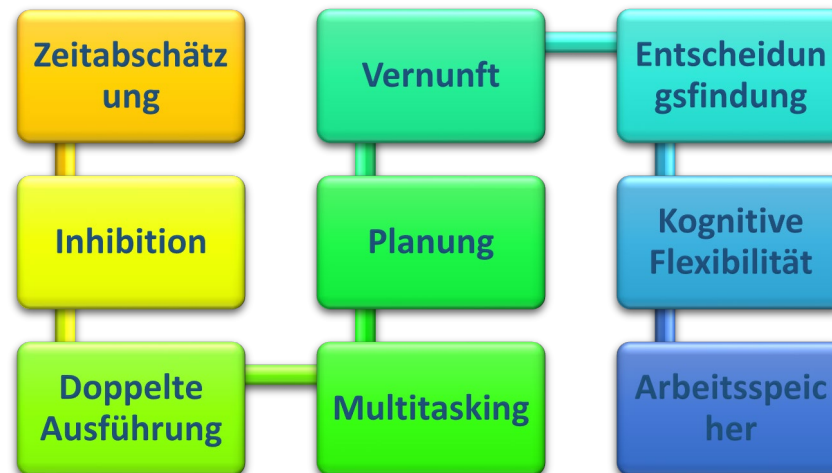 Zeitabschätz
ung
Inhibition
Doppelte
Ausführung
Multitasking
Planung
Vernunft
Entscheidun
gsfindung
Kognitive
Flexibilität
Arbeitsspeic
her